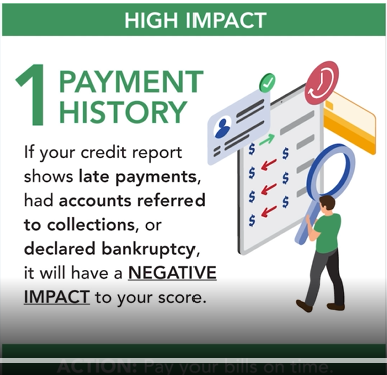 HIGH IMPACT
1 PAYMENT
HISTORY
If your credit report
shows late payments,
had accounts referred
to collections, or
declared bankruptcy,
it will have a NEGATIVE
IMPACT to your score.
ACTION: Pay your bills on time.